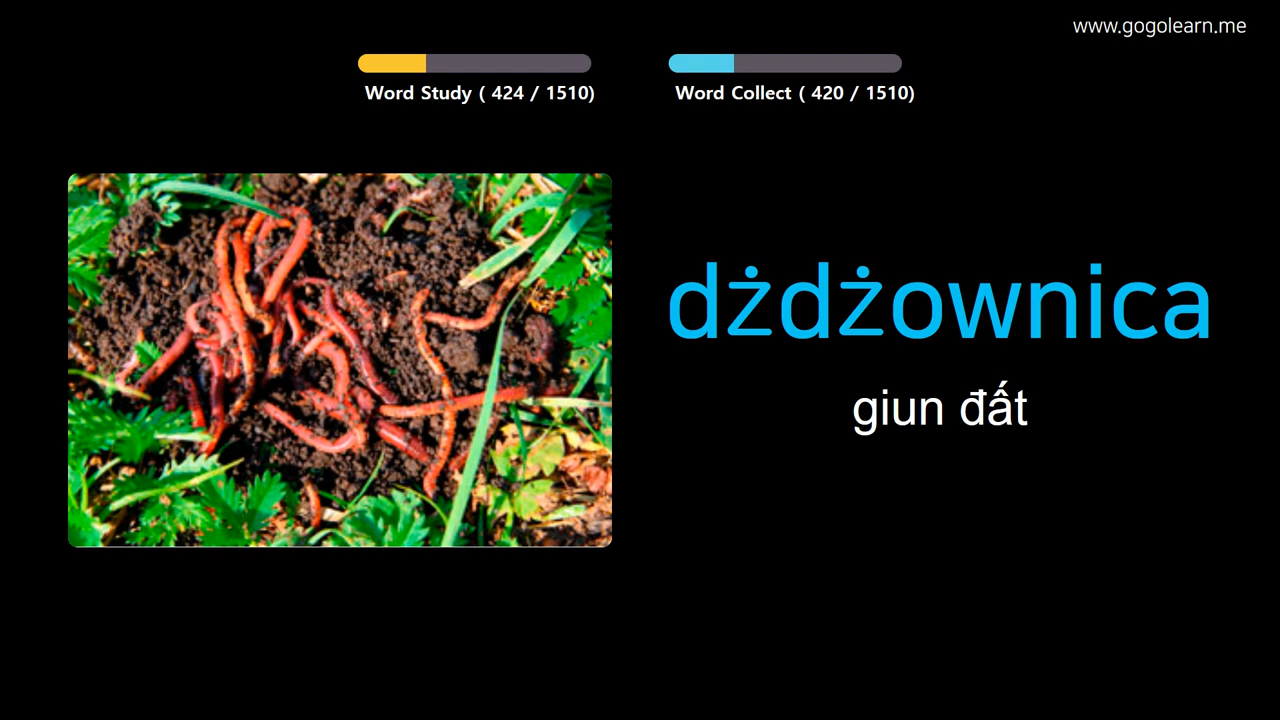 www.gogolearn.me
Word Study ( 424 / 1510)
Word Collect ( 420 / 1510)
dżdżownica
giun đất